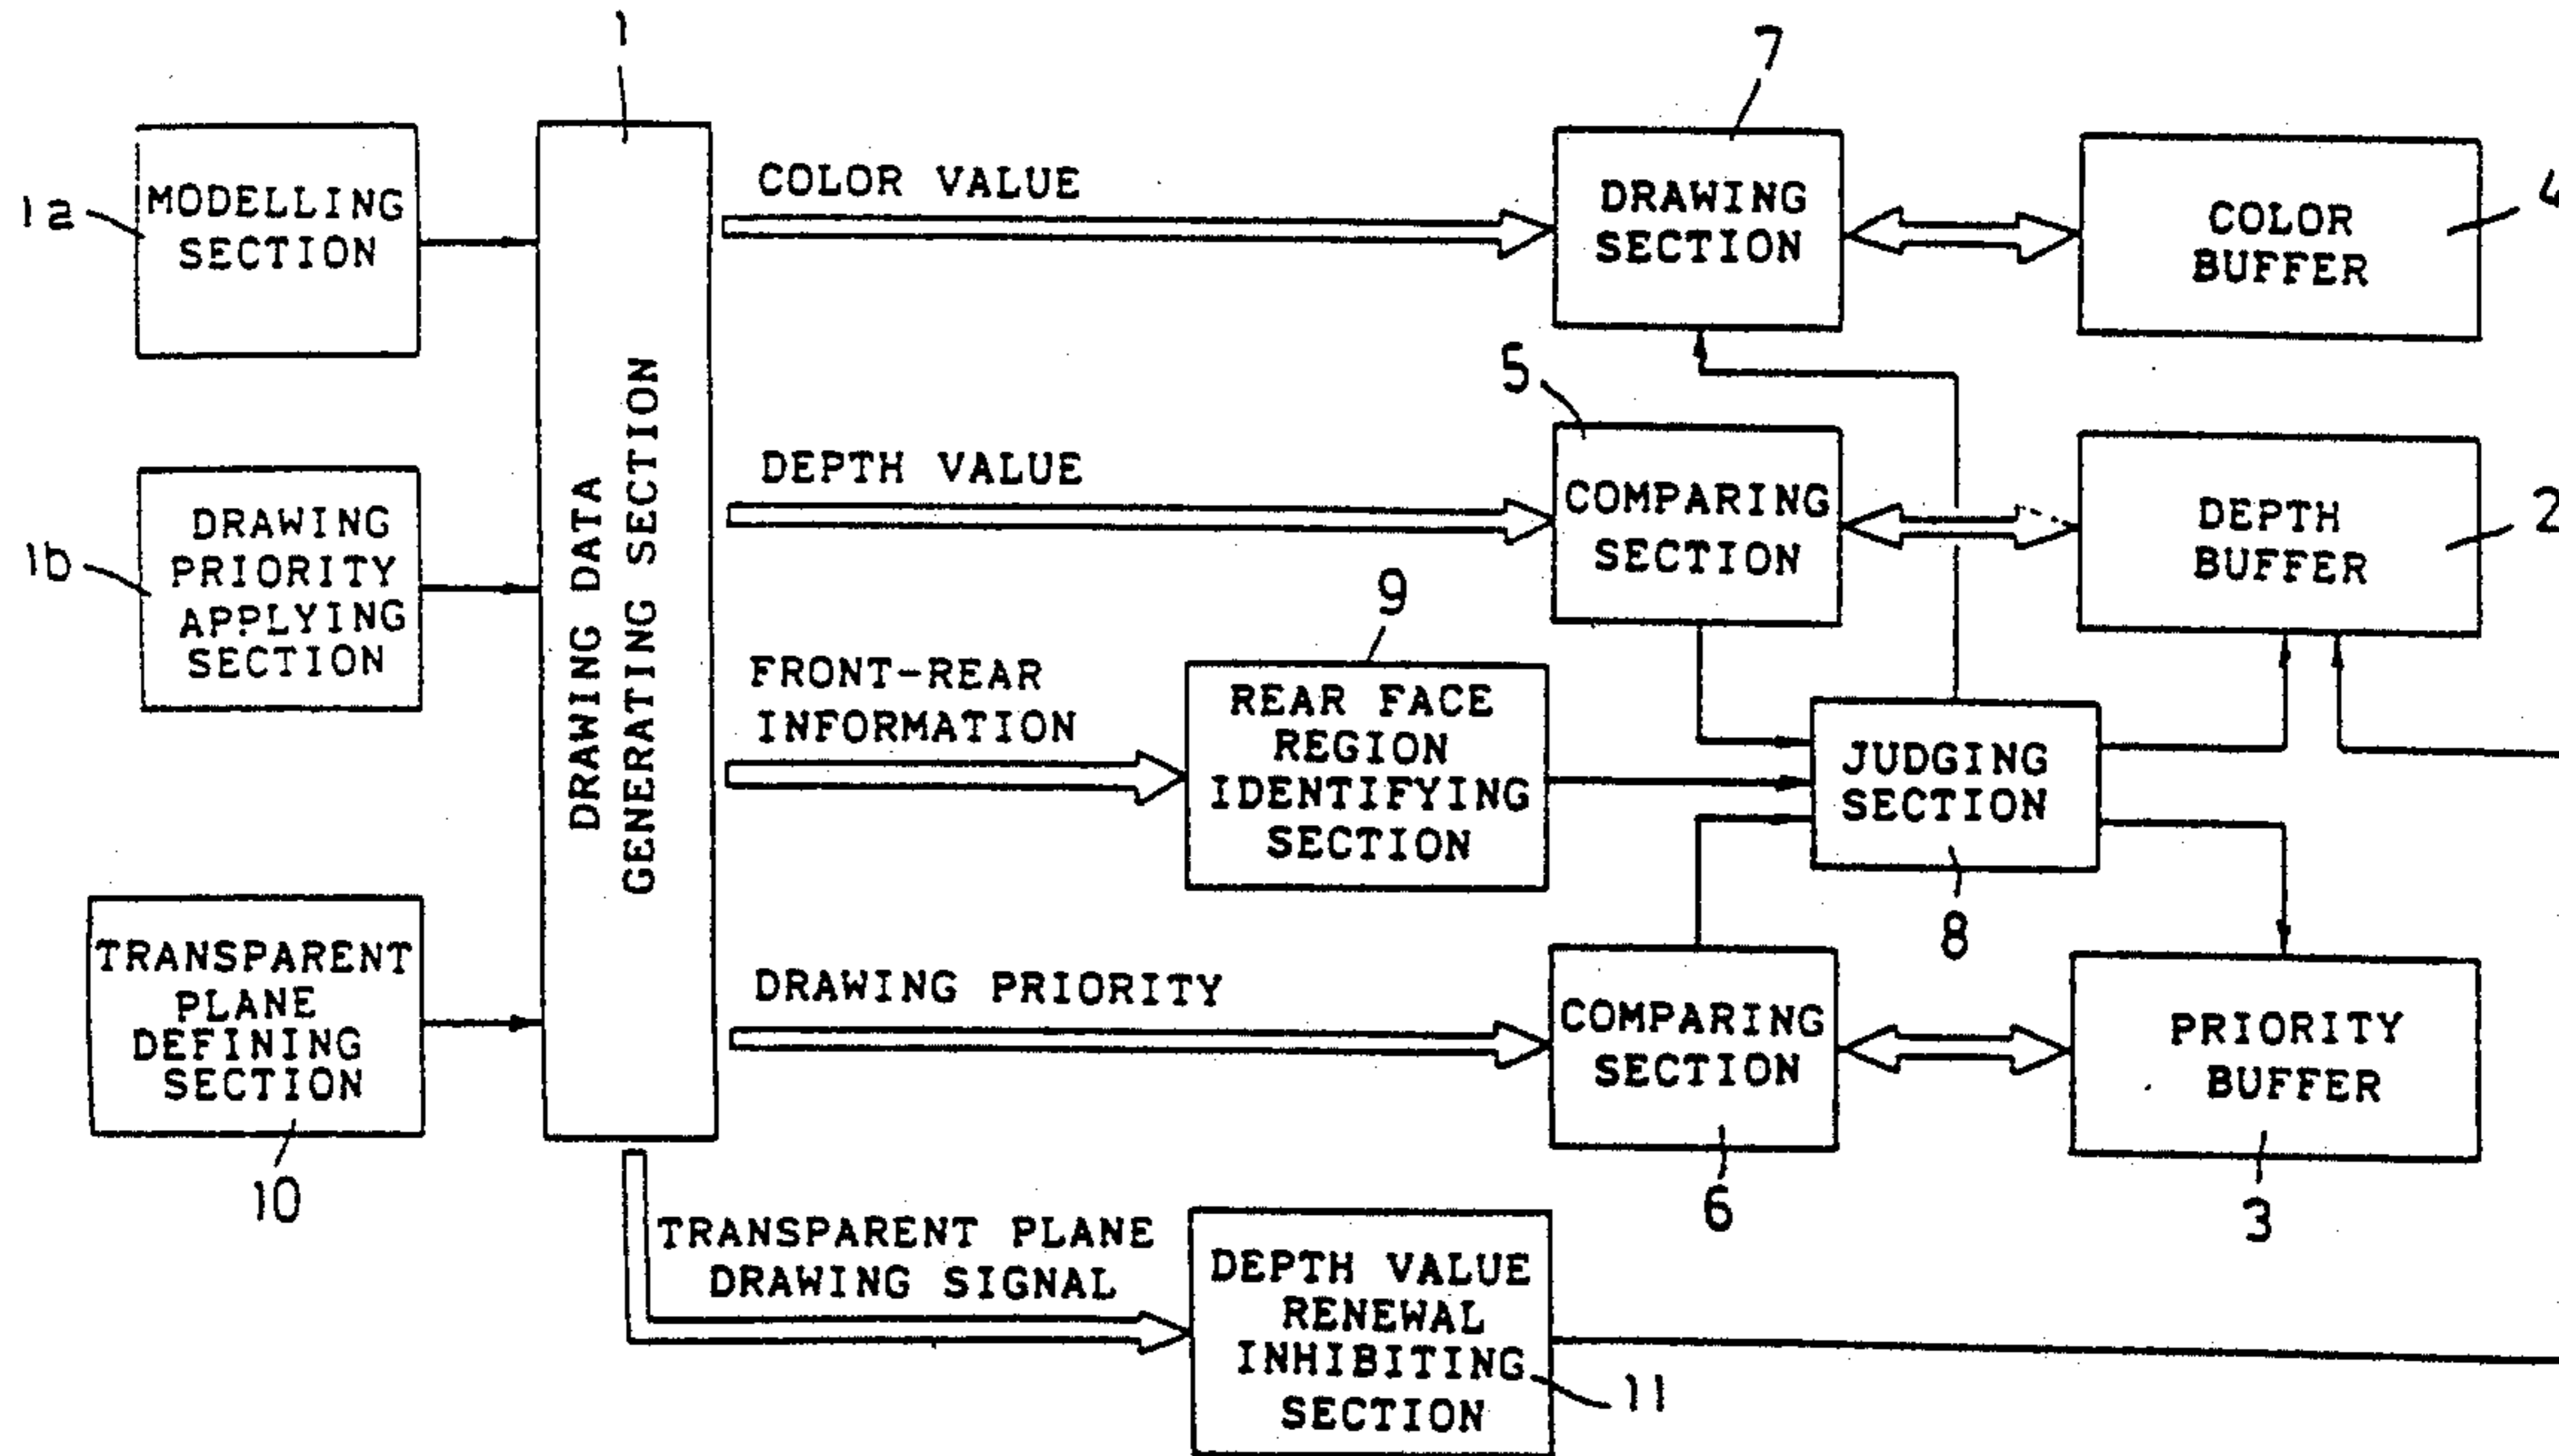 1
7
1a
MODELLING
SECTION
COLOR VALUE
DRAWING
SECTION
COLOR
BUFFER
4
1b
DRAWING
PRIORITY
APPLYING
SECTION
DRAWING DATA
GENERATING SECTION
DEPTH VALUE
5
COMPARING
SECTION
DEPTH
BUFFER
2
FRONT-REAR
INFORMATION
9
REAR FACE
REGION
IDENTIFYING
SECTION
JUDGING
SECTION
8
TRANSPARENT
PLANE
DEFINING
SECTION
10
DRAWING PRIORITY
COMPARING
SECTION
6
PRIORITY
BUFFER
3
TRANSPARENT PLANE
DRAWING SIGNAL
DEPTH VALUE
RENEWAL
INHIBITING
SECTION
11